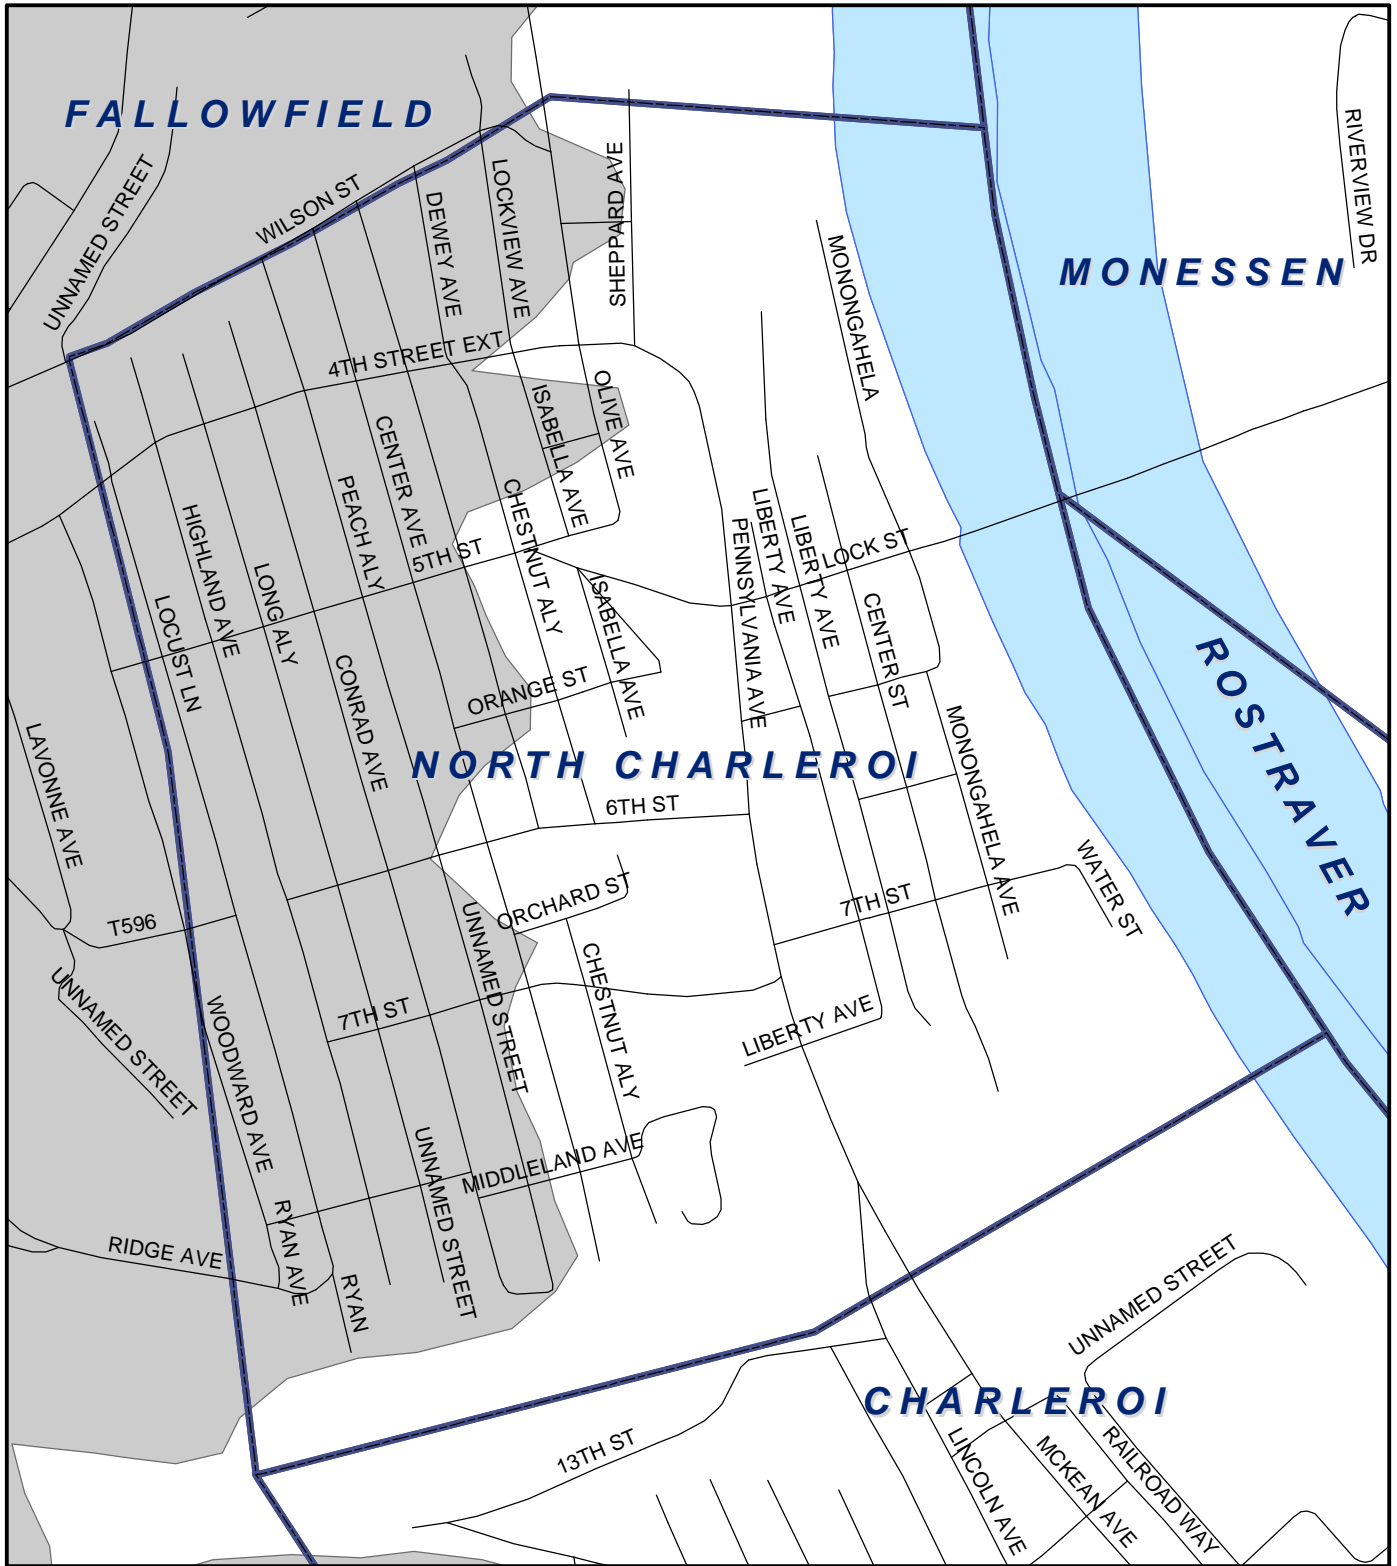 FALLOWFIELD
UNNAMED STREET
WILSON ST
DEWEY AVE
LOCKVIEW AVE
SHEPPARD AVE
RIVERVIEW DR
MONONGAHELA
MONESSEN
4TH STREET EXT
ISABELLA AVE
OLIVE AVE
CENTER AVE
PEACH ALY
HIGHLAND AVE
LONG ALY
LOCUST LN
5TH ST
CHESTNUT ALY
ISABELLA AVE
PENNSYLVANIA AVE
LIBERTY AVE
LIBERTY AVE
LOCK ST
CENTER ST
CONRAD AVE
ORANGE ST
ROSTRAVER
LAVONNE AVE
NORTH CHARLEROI
MONONGAHELA AVE
6TH ST
WATER ST
ORCHARD ST
7TH ST
T596
UNNAMED STREET
UNNAMED STREET
CHESTNUT ALY
WOODWARD AVE
7TH ST
LIBERTY AVE
UNNAMED STREET
MIDDLELAND AVE
RYAN AVE
RIDGE AVE
RYAN
UNNAMED STREET
CHARLEROI
13TH ST
LINCOLN AVE
MCKEAN AVE
RAILROAD WAY